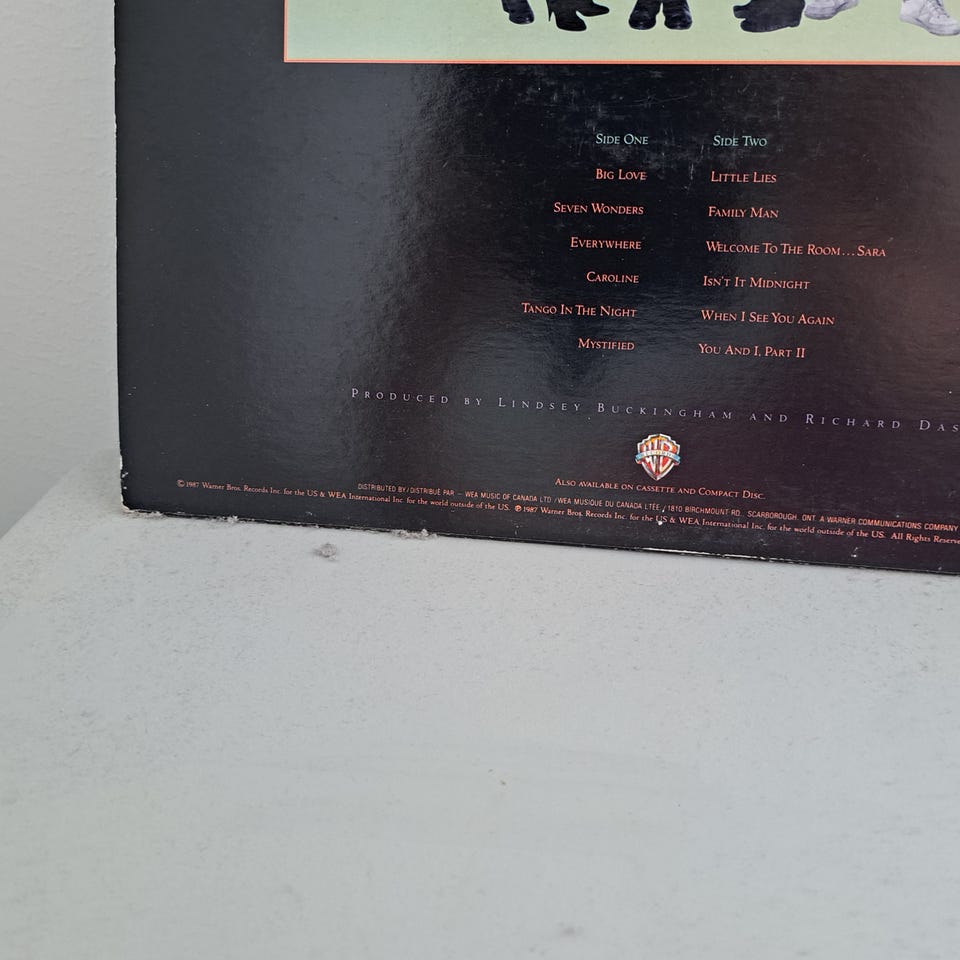 SIDE ONE SIDE TWO
BIG LOVE LITTLE LIES
SEVEN WONDERS FAMILY MAN
EVERYWHERE WELCOME TO THE ROOM...SARA
CAROLINE ISN'T IT MIDNIGHT
TANGO IN THE NIGHT WHEN I SEE YOU AGAIN
MYSTIFIED YOU AND I, PART II
PRODUCED BY LINDSEY BUCKINGHAM AND RICHARD DAS
RECORDS
ALSO AVAILABLE ON CASSETTE AND COMPACT DISC.
DISTRIBUTED BY / DISTRIBUÉ PAR – WEA MUSIC OF CANADA LTD / WEA MUSIQUE DU CANADA LTÉE / 1810 BIRCHMOUNT RD., SCARBOROUGH, ONT. A WARNER COMMUNICATIONS COMPANY
© 1987 Warner Bros. Records Inc. for the US & WEA International Inc. for the world outside of the US. ℗ 1987 Warner Bros. Records Inc. for the US & WEA International Inc. for the world outside of the US. All Rights Reserve